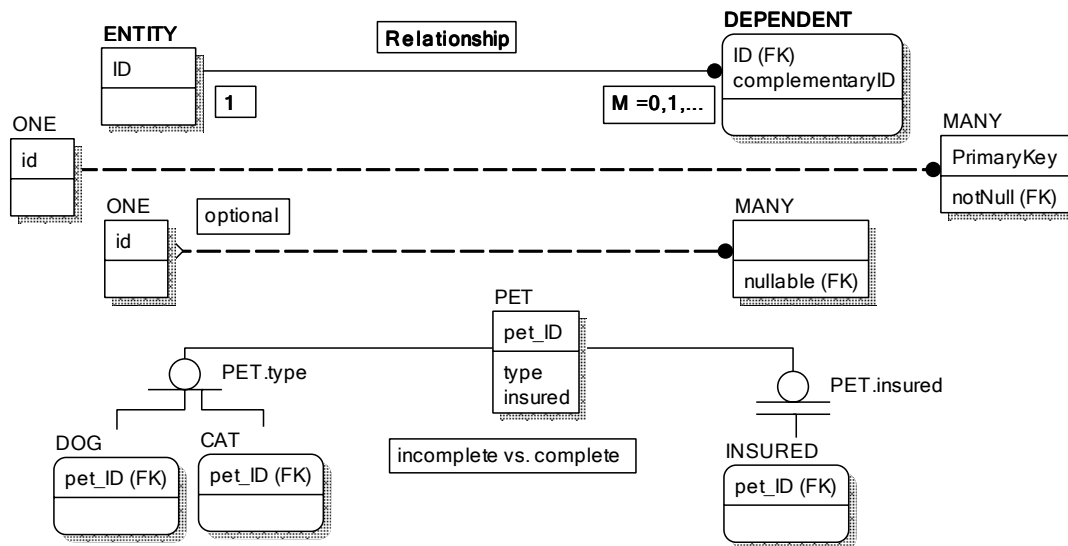 ENTITY
Relationship
DEPENDENT
ID
ID (FK)
complementaryID
1
M =0,1,...
ONE
id
MANY
PrimaryKey
notNull (FK)
ONE
id
optional
MANY
nullable (FK)
PET
pet_ID
type
insured
PET.type
PET.insured
DOG
pet_ID (FK)
CAT
pet_ID (FK)
incomplete vs. complete
INSURED
pet_ID (FK)